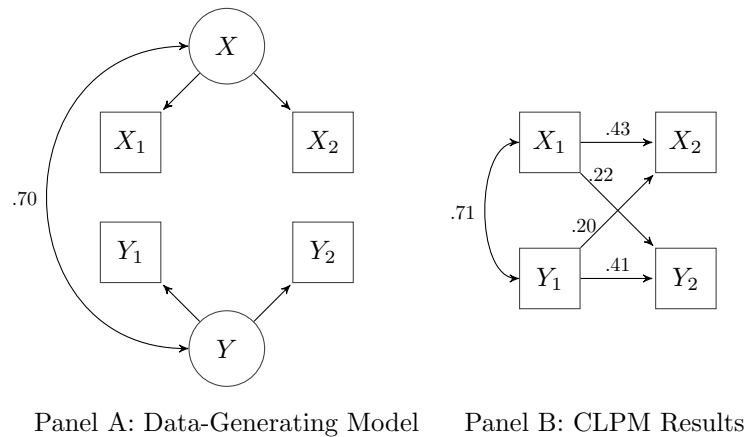 X
X₁ X₂
.70
Y₁ Y₂
Y
Panel A: Data-Generating Model
X₁ .43 X₂
.22
.71
.20
Y₁ .41 Y₂
Panel B: CLPM Results